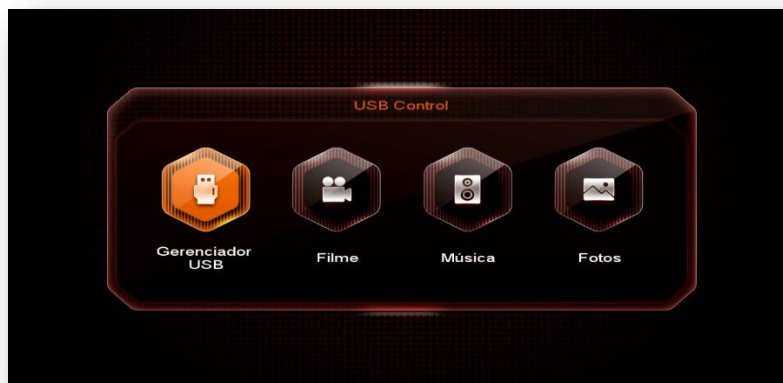 USB Control
Gerenciador
USB
Filme
Música
Fotos